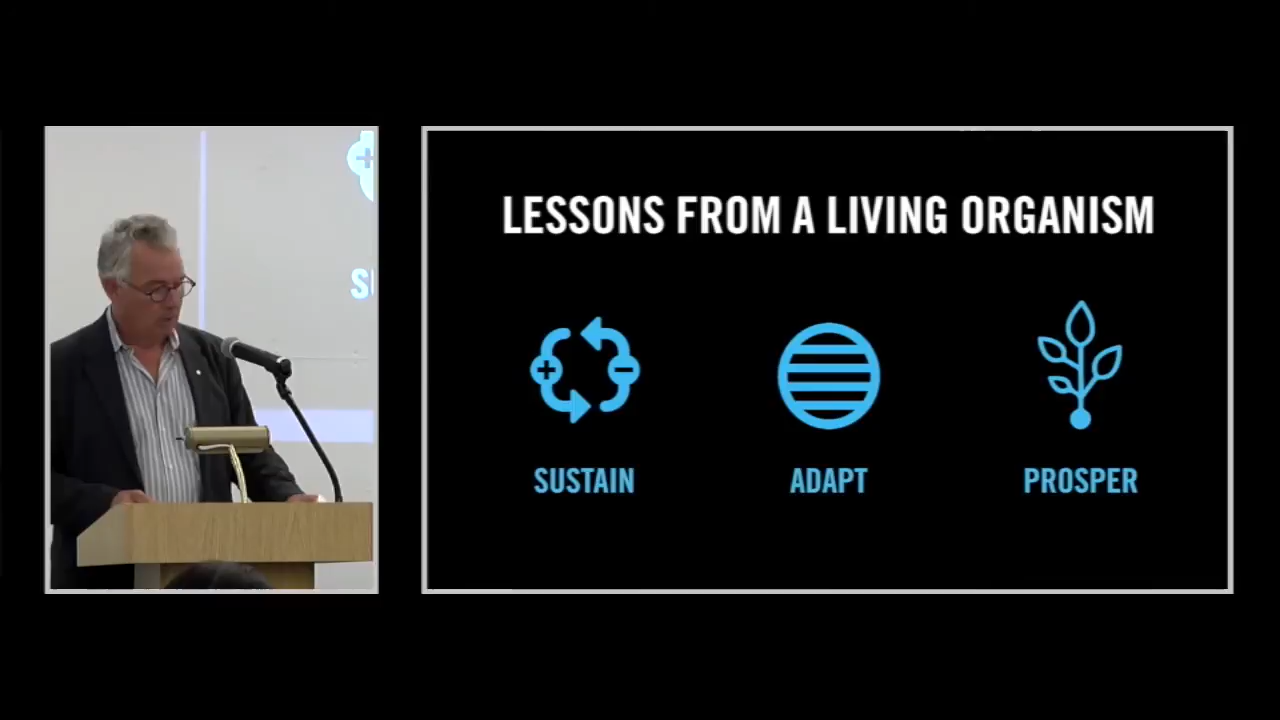 LESSONS FROM A LIVING ORGANISM
SUSTAIN
ADAPT
PROSPER